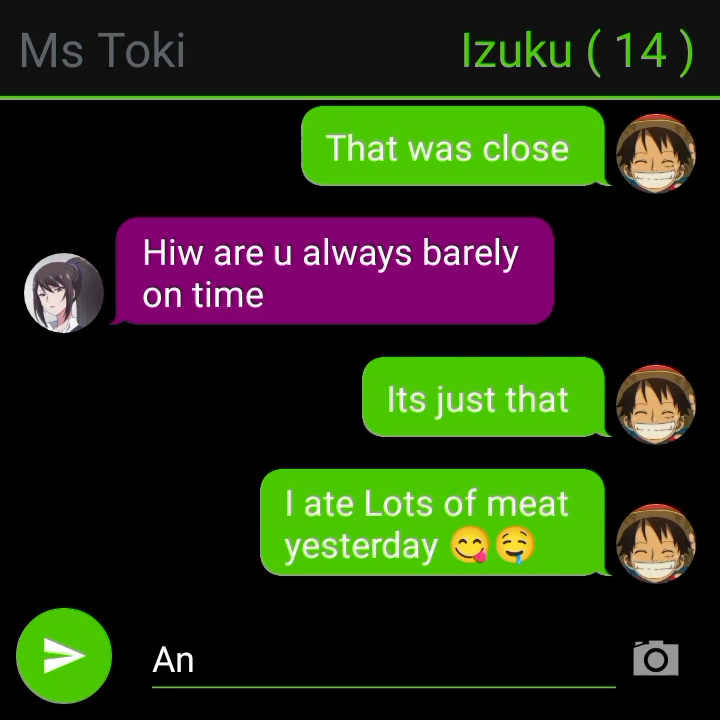 Ms Toki
Izuku ( 14 )
That was close
Hiw are u always barely
on time
Its just that
I ate Lots of meat
yesterday 😋🤤
An